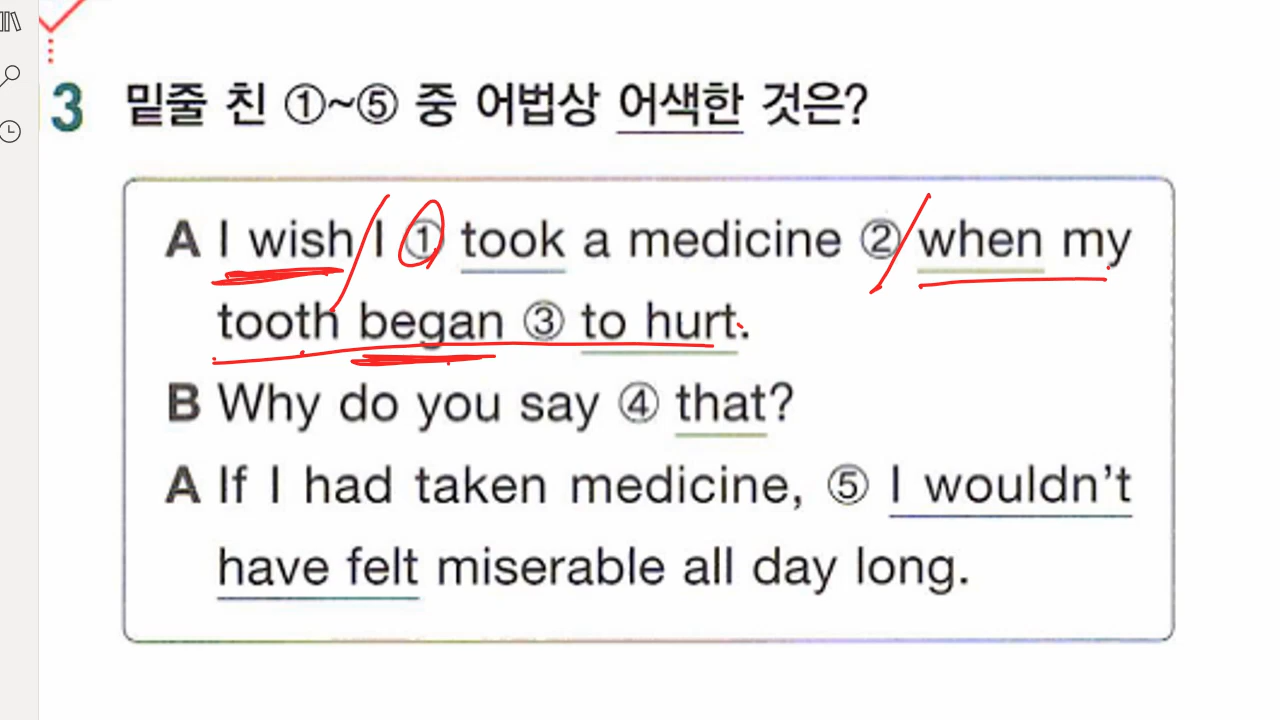 3 밑줄 친 ①~⑤ 중 어법상 어색한 것은?
A I wish I ① took a medicine ② when my
tooth began ③ to hurt.
B Why do you say ④ that?
A If I had taken medicine, ⑤ I wouldn't
have felt miserable all day long.